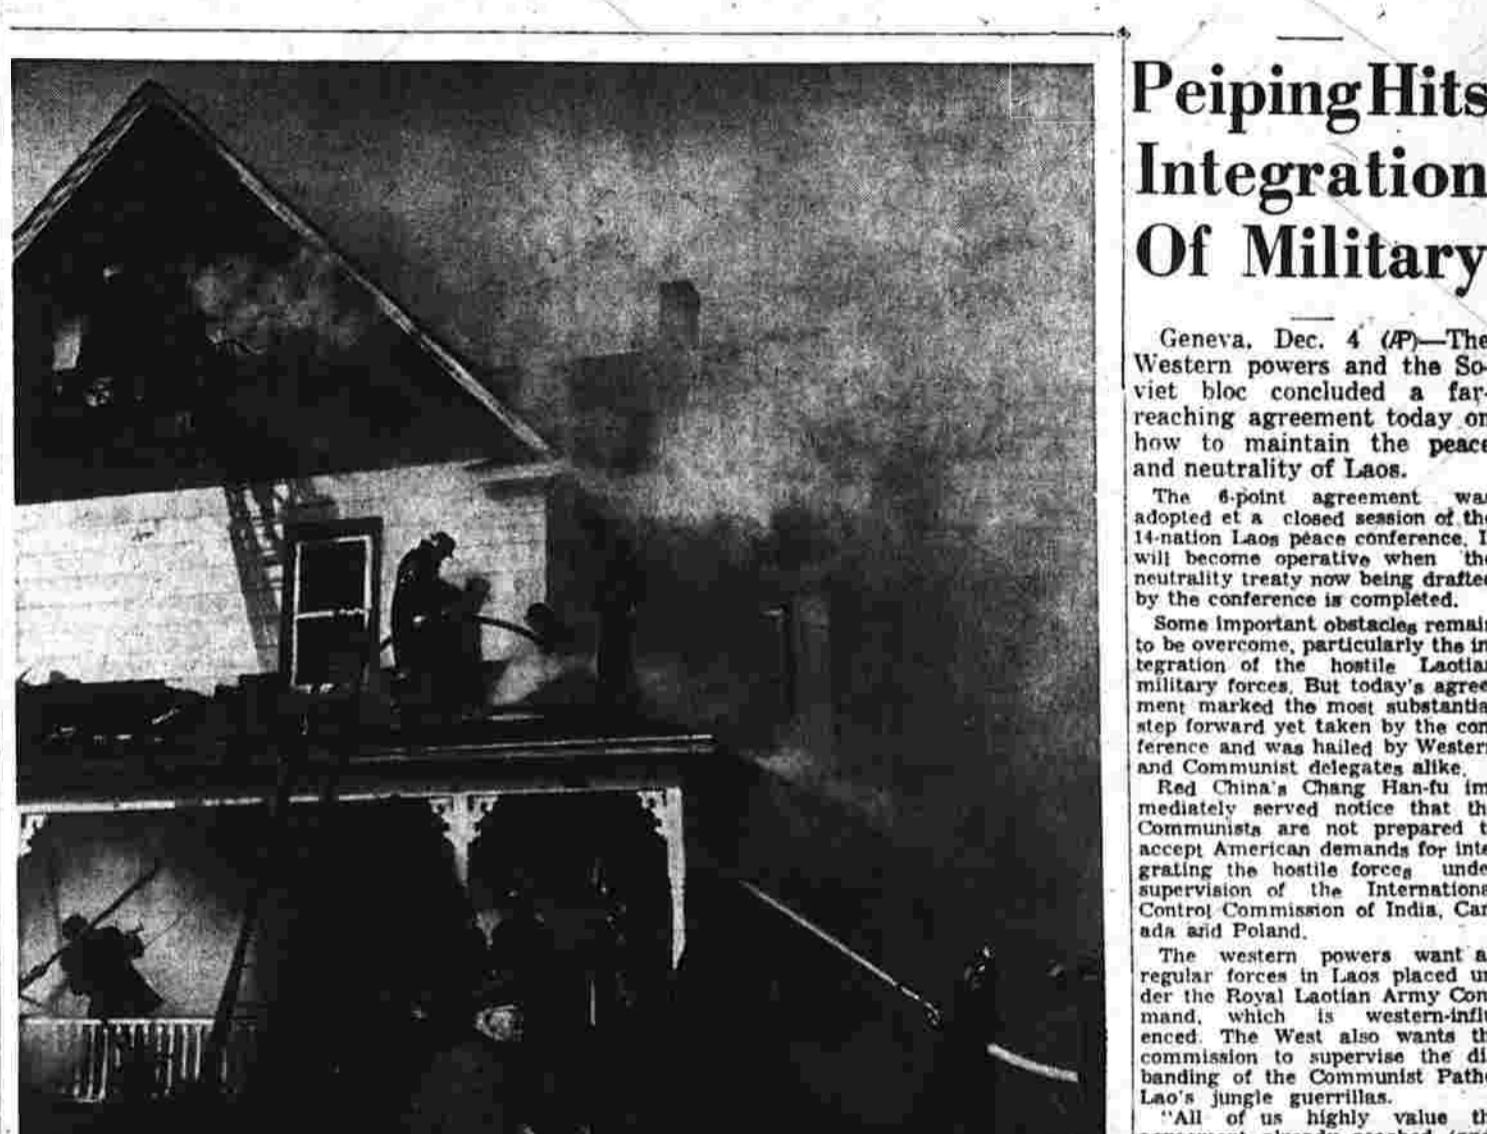 Peiping Hits
Integration
Of Military
Geneva, Dec. 4 (AP)—The
Western powers and the So-
viet bloc concluded a far-
reaching agreement today on
how to maintain the peace
and neutrality of Laos.
The 6-point agreement was
adopted et a closed session of the
14-nation Laos peace conference. I
will become operative when the
neutrality treaty now being drafted
by the conference is completed.
Some important obstacles remain
to be overcome, particularly the in
tegration of the hostile Laotian
military forces. But today's agree
ment marked the most substantia
step forward yet taken by the con
ference and was hailed by Western
and Communist delegates alike.
Red China's Chang Han-fu im
mediately served notice that th
Communists are not prepared t
accept American demands for inte
grating the hostile forces unde
supervision of the Internationa
Control Commission of India, Can
ada and Poland.
The western powers want a
regular forces in Laos placed un
der the Royal Laotian Army Com
mand, which is western-influ
enced. The West also wants th
commission to supervise the di
banding of the Communist Pathe
Lao's jungle guerrillas.
"All of us highly value th
agreement already reached